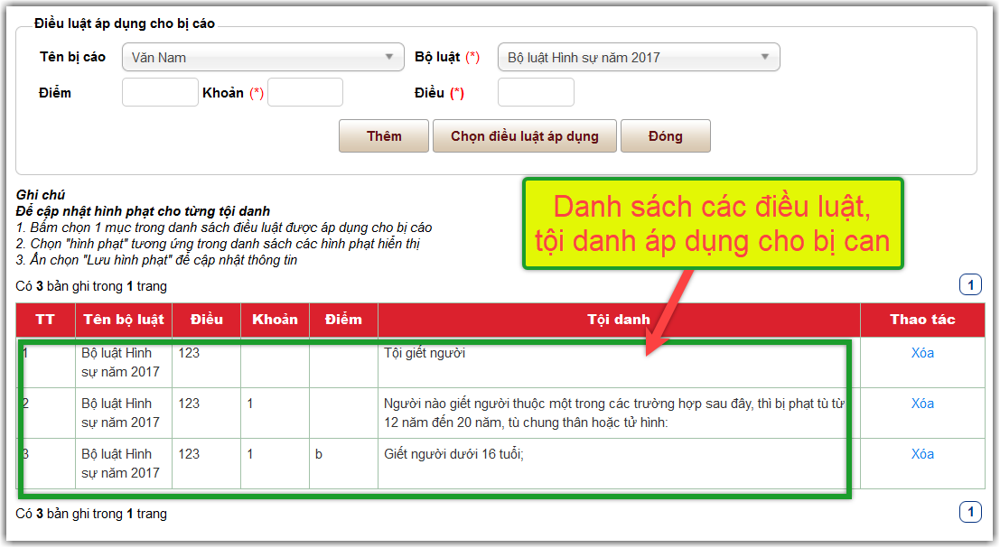 Điều luật áp dụng cho bị cáo
Tên bị cáo Văn Nam Bộ luật (*) Bộ luật Hình sự năm 2017
Điểm Khoản (*) Điều (*)
Thêm Chọn điều luật áp dụng Đóng
Ghi chú
Để cập nhật hình phạt cho từng tội danh
1. Bấm chọn 1 mục trong danh sách điều luật được áp dụng cho bị cáo
2. Chọn "hình phạt" tương ứng trong danh sách các hình phạt hiển thị
3. Ấn chọn "Lưu hình phạt" để cập nhật thông tin
Danh sách các điều luật,
tội danh áp dụng cho bị can
Có 3 bản ghi trong 1 trang 1
TT Tên bộ luật Điều Khoản Điểm Tội danh Thao tác
1 Bộ luật Hình 123 Tội giết người Xóa
sự năm 2017
2 Bộ luật Hình 123 1 Người nào giết người thuộc một trong các trường hợp sau đây, thì bị phạt tù từ Xóa
sự năm 2017 12 năm đến 20 năm, tù chung thân hoặc tử hình:
3 Bộ luật Hình 123 1 b Giết người dưới 16 tuổi; Xóa
sự năm 2017
Có 3 bản ghi trong 1 trang 1